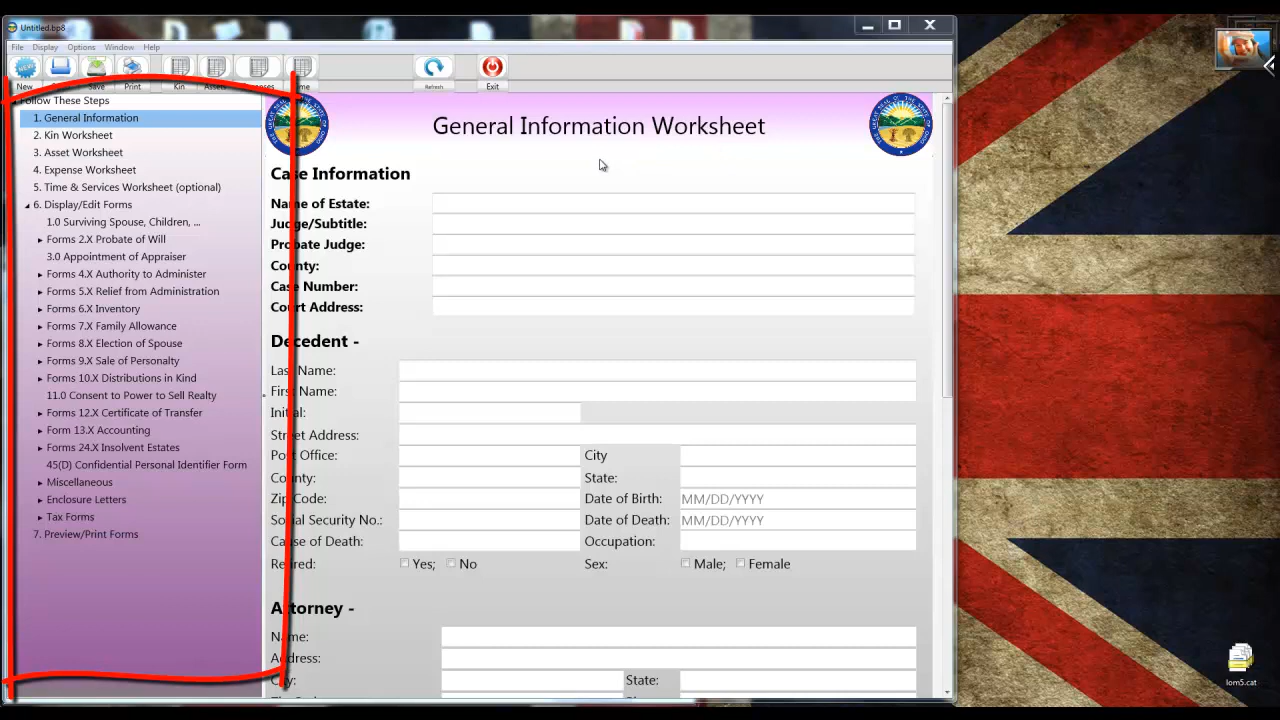 Untitled.bp8
File Display Options Window Help
New Save Print Kin Assets Refresh Exit
Follow These Steps
1. General Information
2. Kin Worksheet
3. Asset Worksheet
4. Expense Worksheet
5. Time & Services Worksheet (optional)
6. Display/Edit Forms
1.0 Surviving Spouse, Children, ...
Forms 2.X Probate of Will
3.0 Appointment of Appraiser
Forms 4.X Authority to Administer
Forms 5.X Relief from Administration
Forms 6.X Inventory
Forms 7.X Family Allowance
Forms 8.X Election of Spouse
Forms 9.X Sale of Personalty
Forms 10.X Distributions in Kind
11.0 Consent to Power to Sell Realty
Forms 12.X Certificate of Transfer
Form 13.X Accounting
Forms 24.X Insolvent Estates
45(D) Confidential Personal Identifier Form
Miscellaneous
Enclosure Letters
Tax Forms
7. Preview/Print Forms
General Information Worksheet
Case Information
Name of Estate:
Judge/Subtitle:
Probate Judge:
County:
Case Number:
Court Address:
Decedent -
Last Name:
First Name:
Initial:
Street Address:
Post Office: City
County: State:
Zip Code: Date of Birth: MM/DD/YYYY
Social Security No.: Date of Death: MM/DD/YYYY
Cause of Death: Occupation:
Retired: Yes; No Sex: Male; Female
Attorney -
Name:
Address:
City: State:
lom5.cat